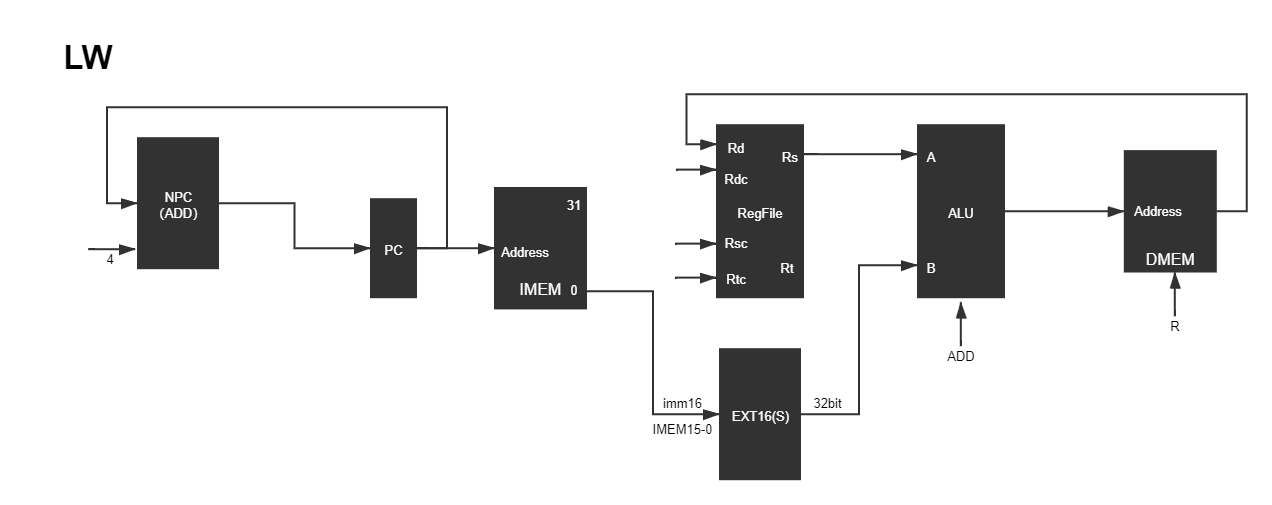 LW
NPC
(ADD)
4
PC
31
Address
IMEM 0
Rd
Rdc
Rs
RegFile
Rsc
Rtc
Rt
imm16
IMEM15-0
EXT16(S)
32bit
A
ALU
B
ADD
Address
DMEM
R